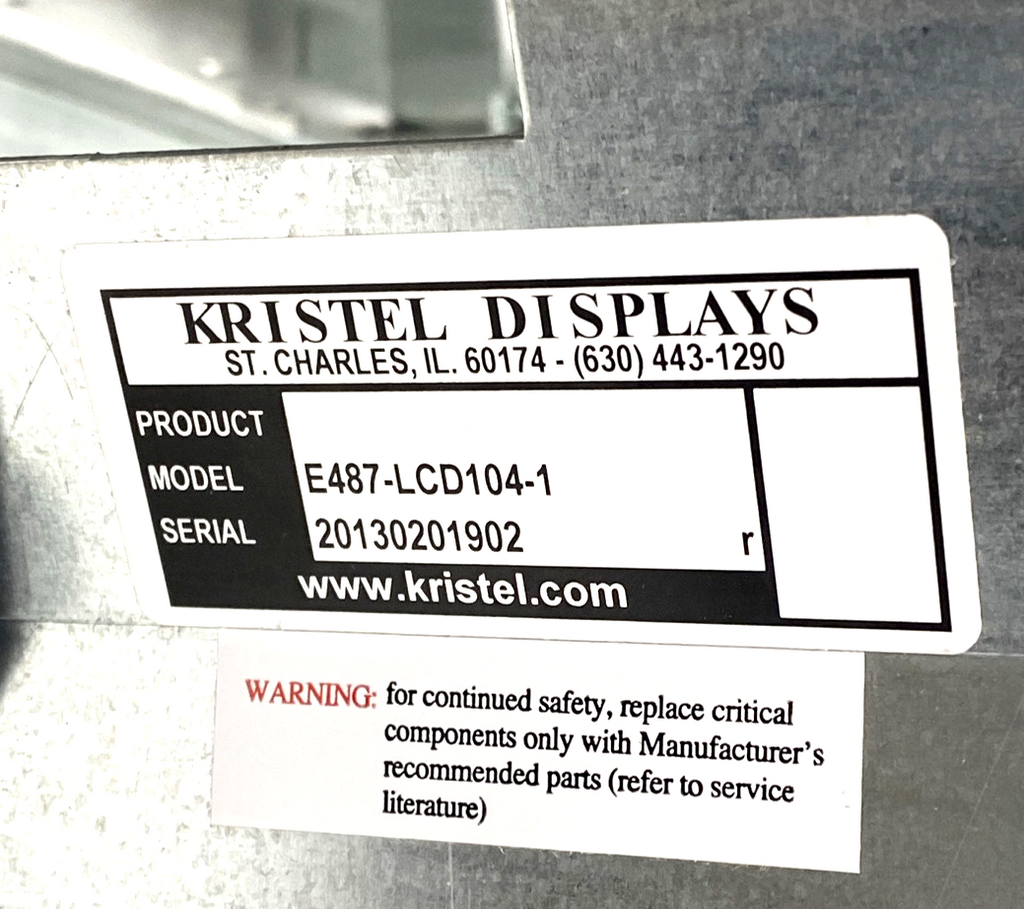 KRISTEL DISPLAYS
ST. CHARLES, IL. 60174 - (630) 443-1290
PRODUCT
MODEL E487-LCD104-1
SERIAL 20130201902 r
www.kristel.com
WARNING: for continued safety, replace critical
components only with Manufacturer's
recommended parts (refer to service
literature)